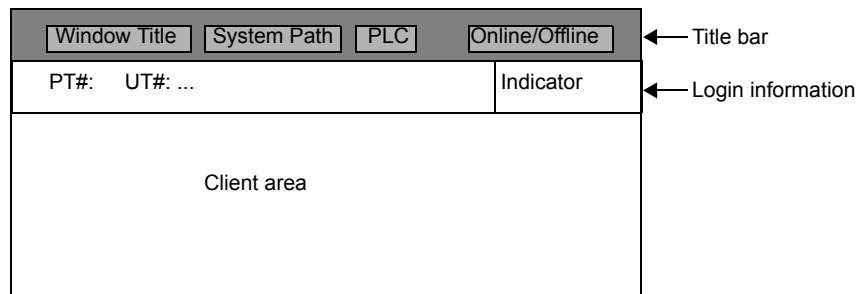 Window Title System Path PLC Online/Offline Title bar
PT#: UT#: ... Indicator Login information
Client area